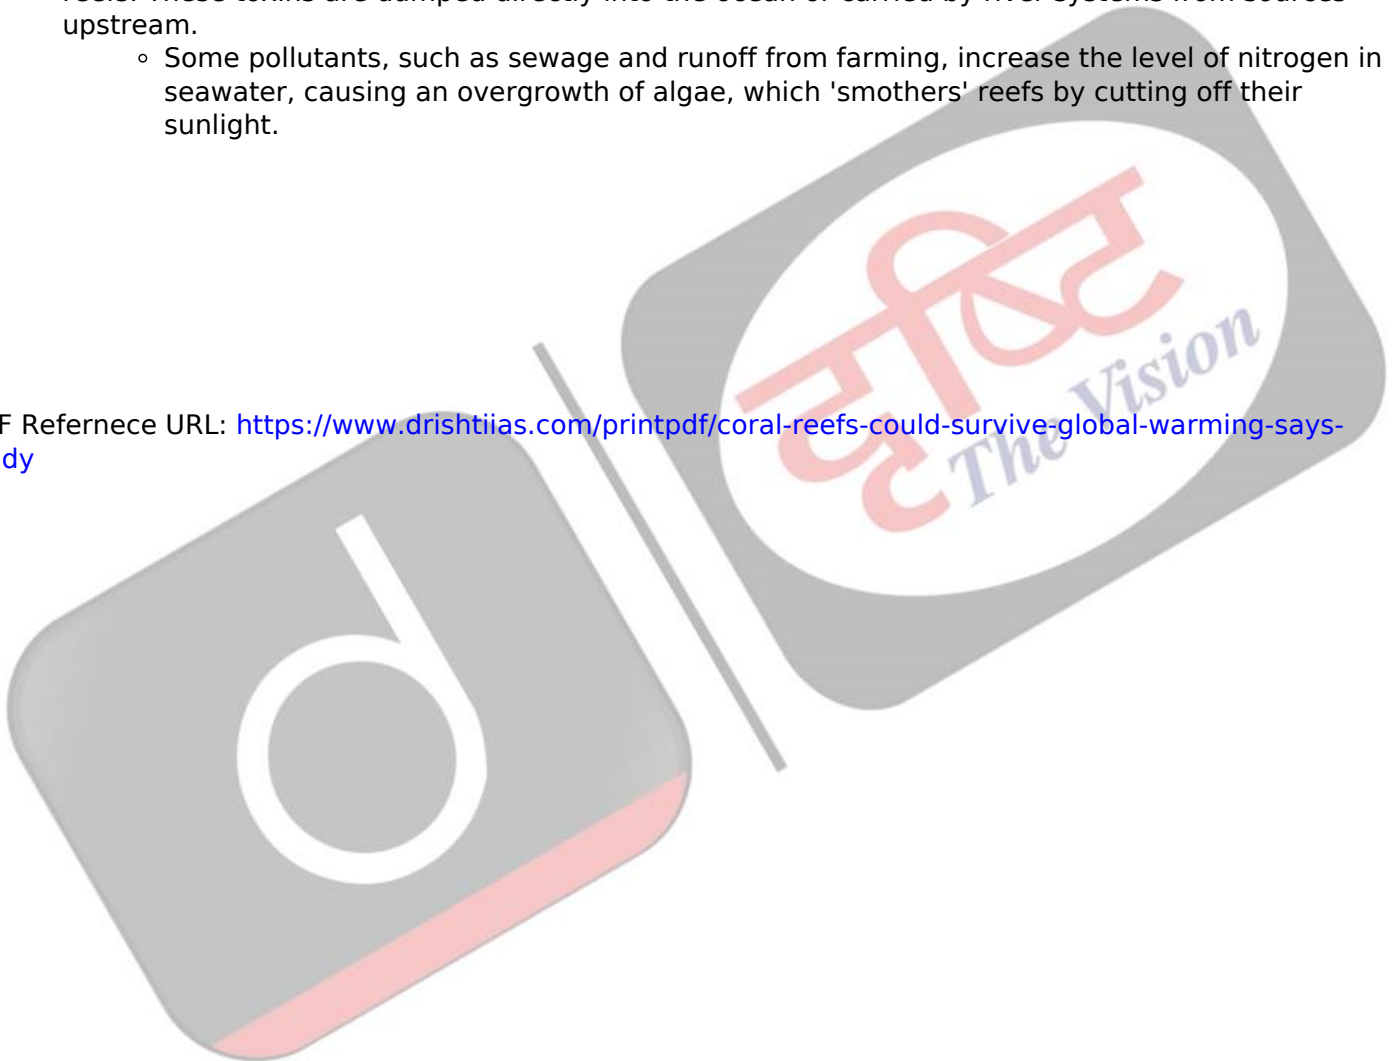 upstream.
◦ Some pollutants, such as sewage and runoff from farming, increase the level of nitrogen in
seawater, causing an overgrowth of algae, which 'smothers' reefs by cutting off their
sunlight.
दृष्टि
The Vision
F Refernece URL: https://www.drishtiias.com/printpdf/coral-reefs-could-survive-global-warming-says-
dy
d